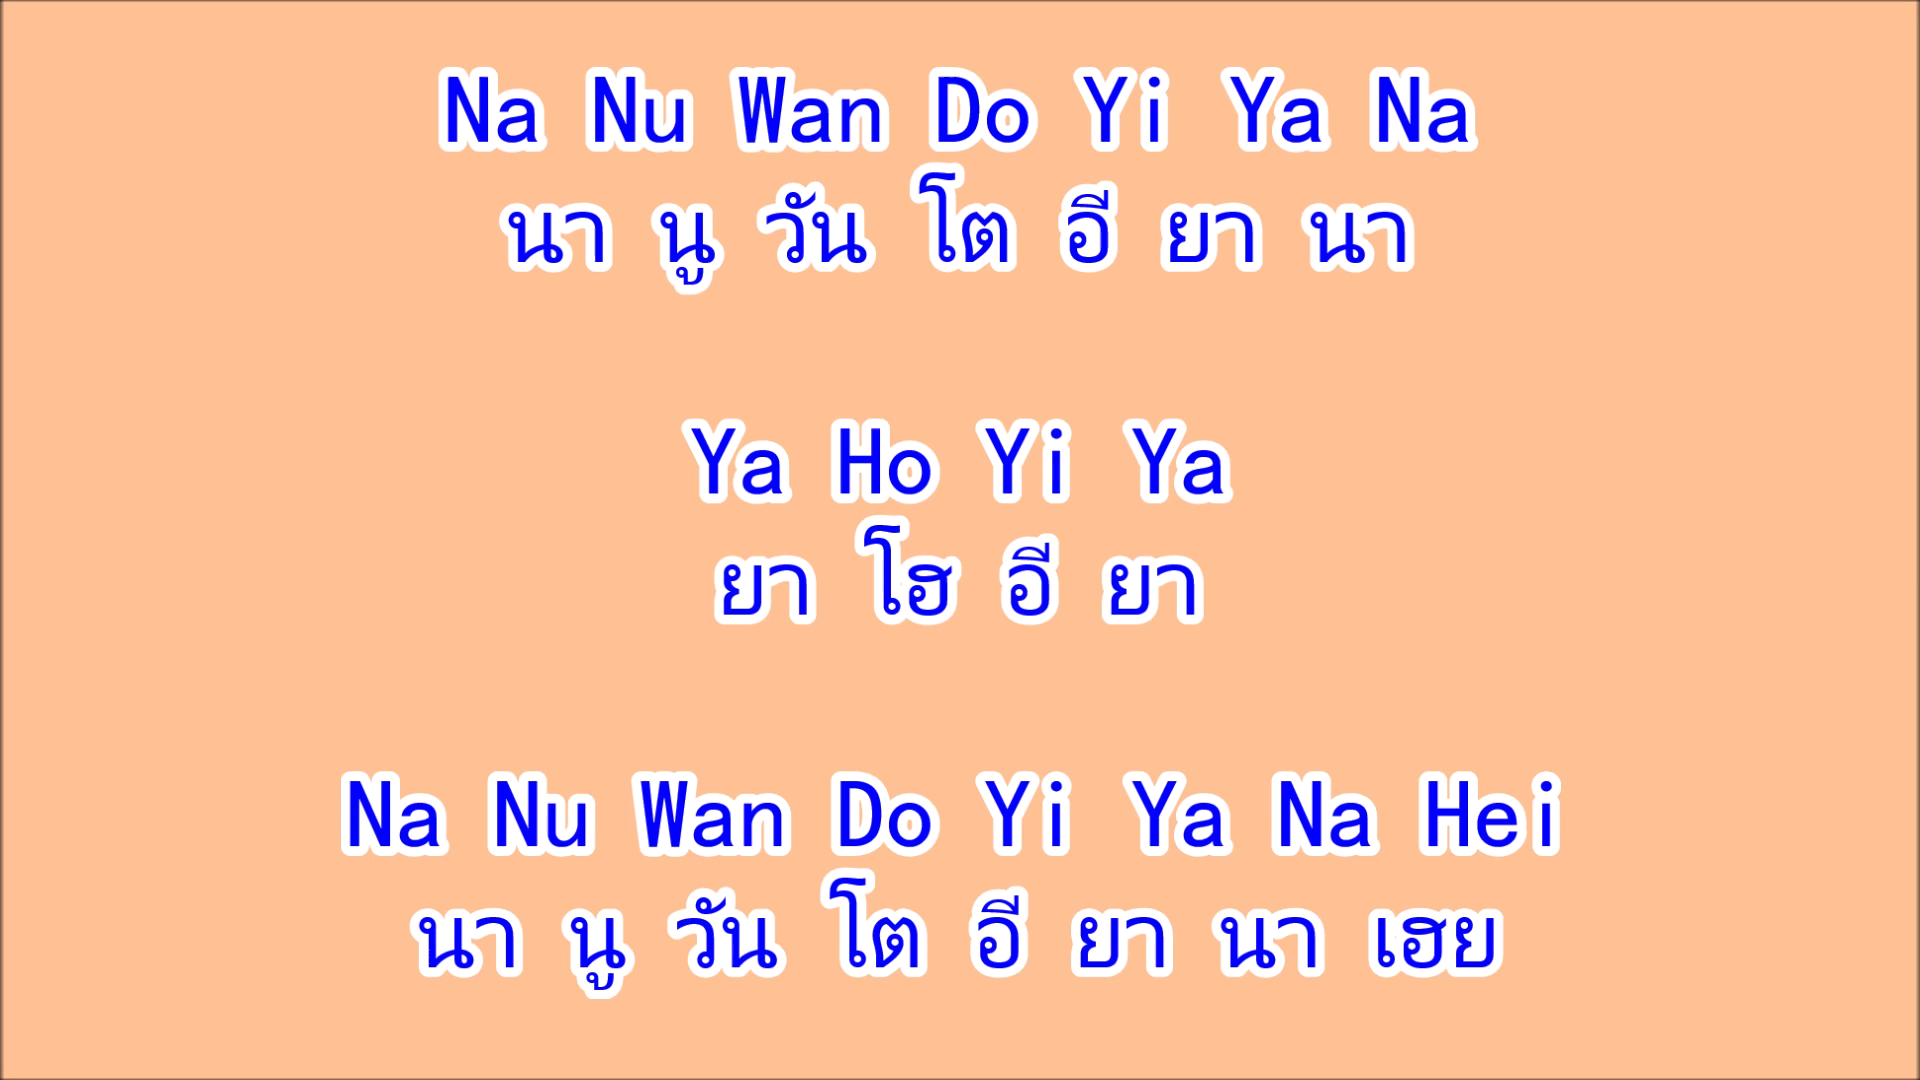 Na Nu Wan Do Yi Ya Na
นา นู วัน โต อี ยา นา
Ya Ho Yi Ya
ยา โฮ อี ยา
Na Nu Wan Do Yi Ya Na Hei
นา นู วัน โต อี ยา นา เฮย